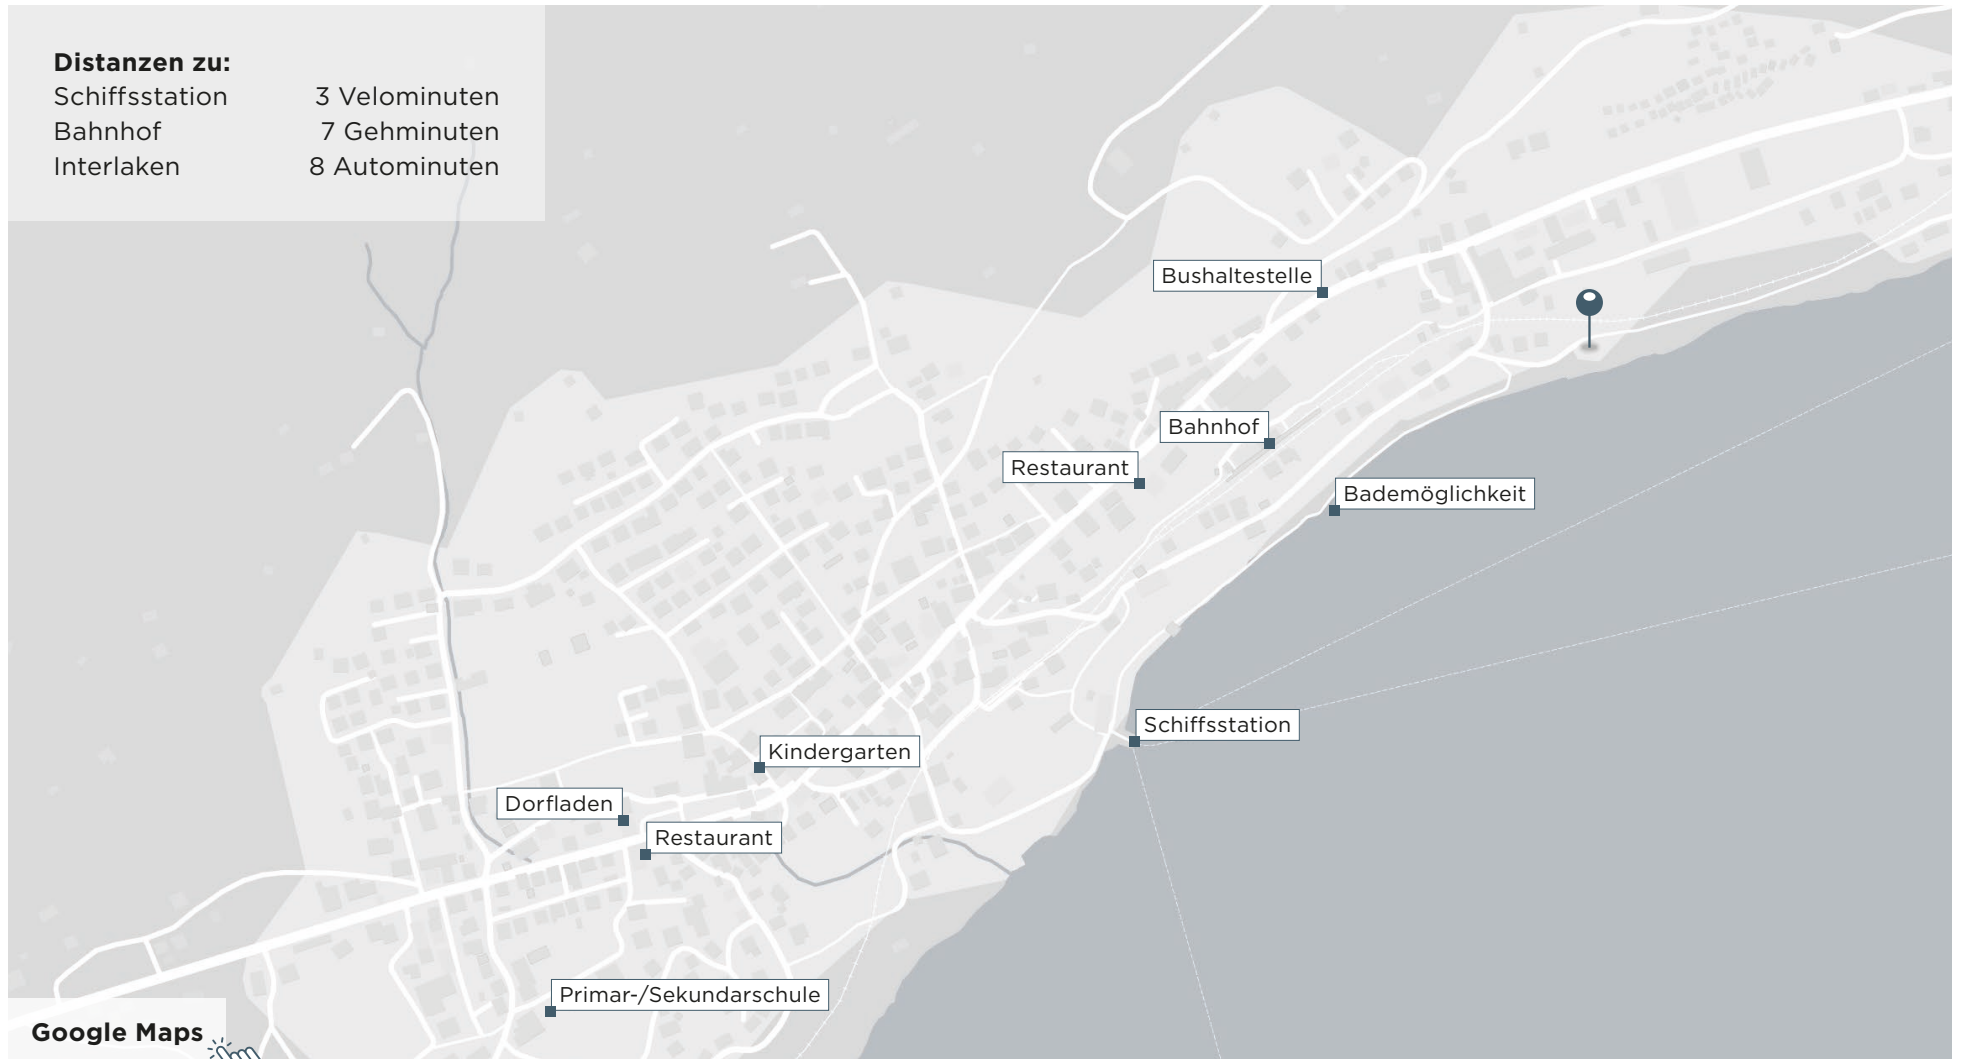 Distanzen zu:
Schiffsstation 3 Velominuten
Bahnhof 7 Gehminuten
Interlaken 8 Autominuten
Bushaltestelle
Bahnhof
Restaurant
Bademöglichkeit
Schiffsstation
Kindergarten
Dorfladen
Restaurant
Primar-/Sekundarschule
Google Maps